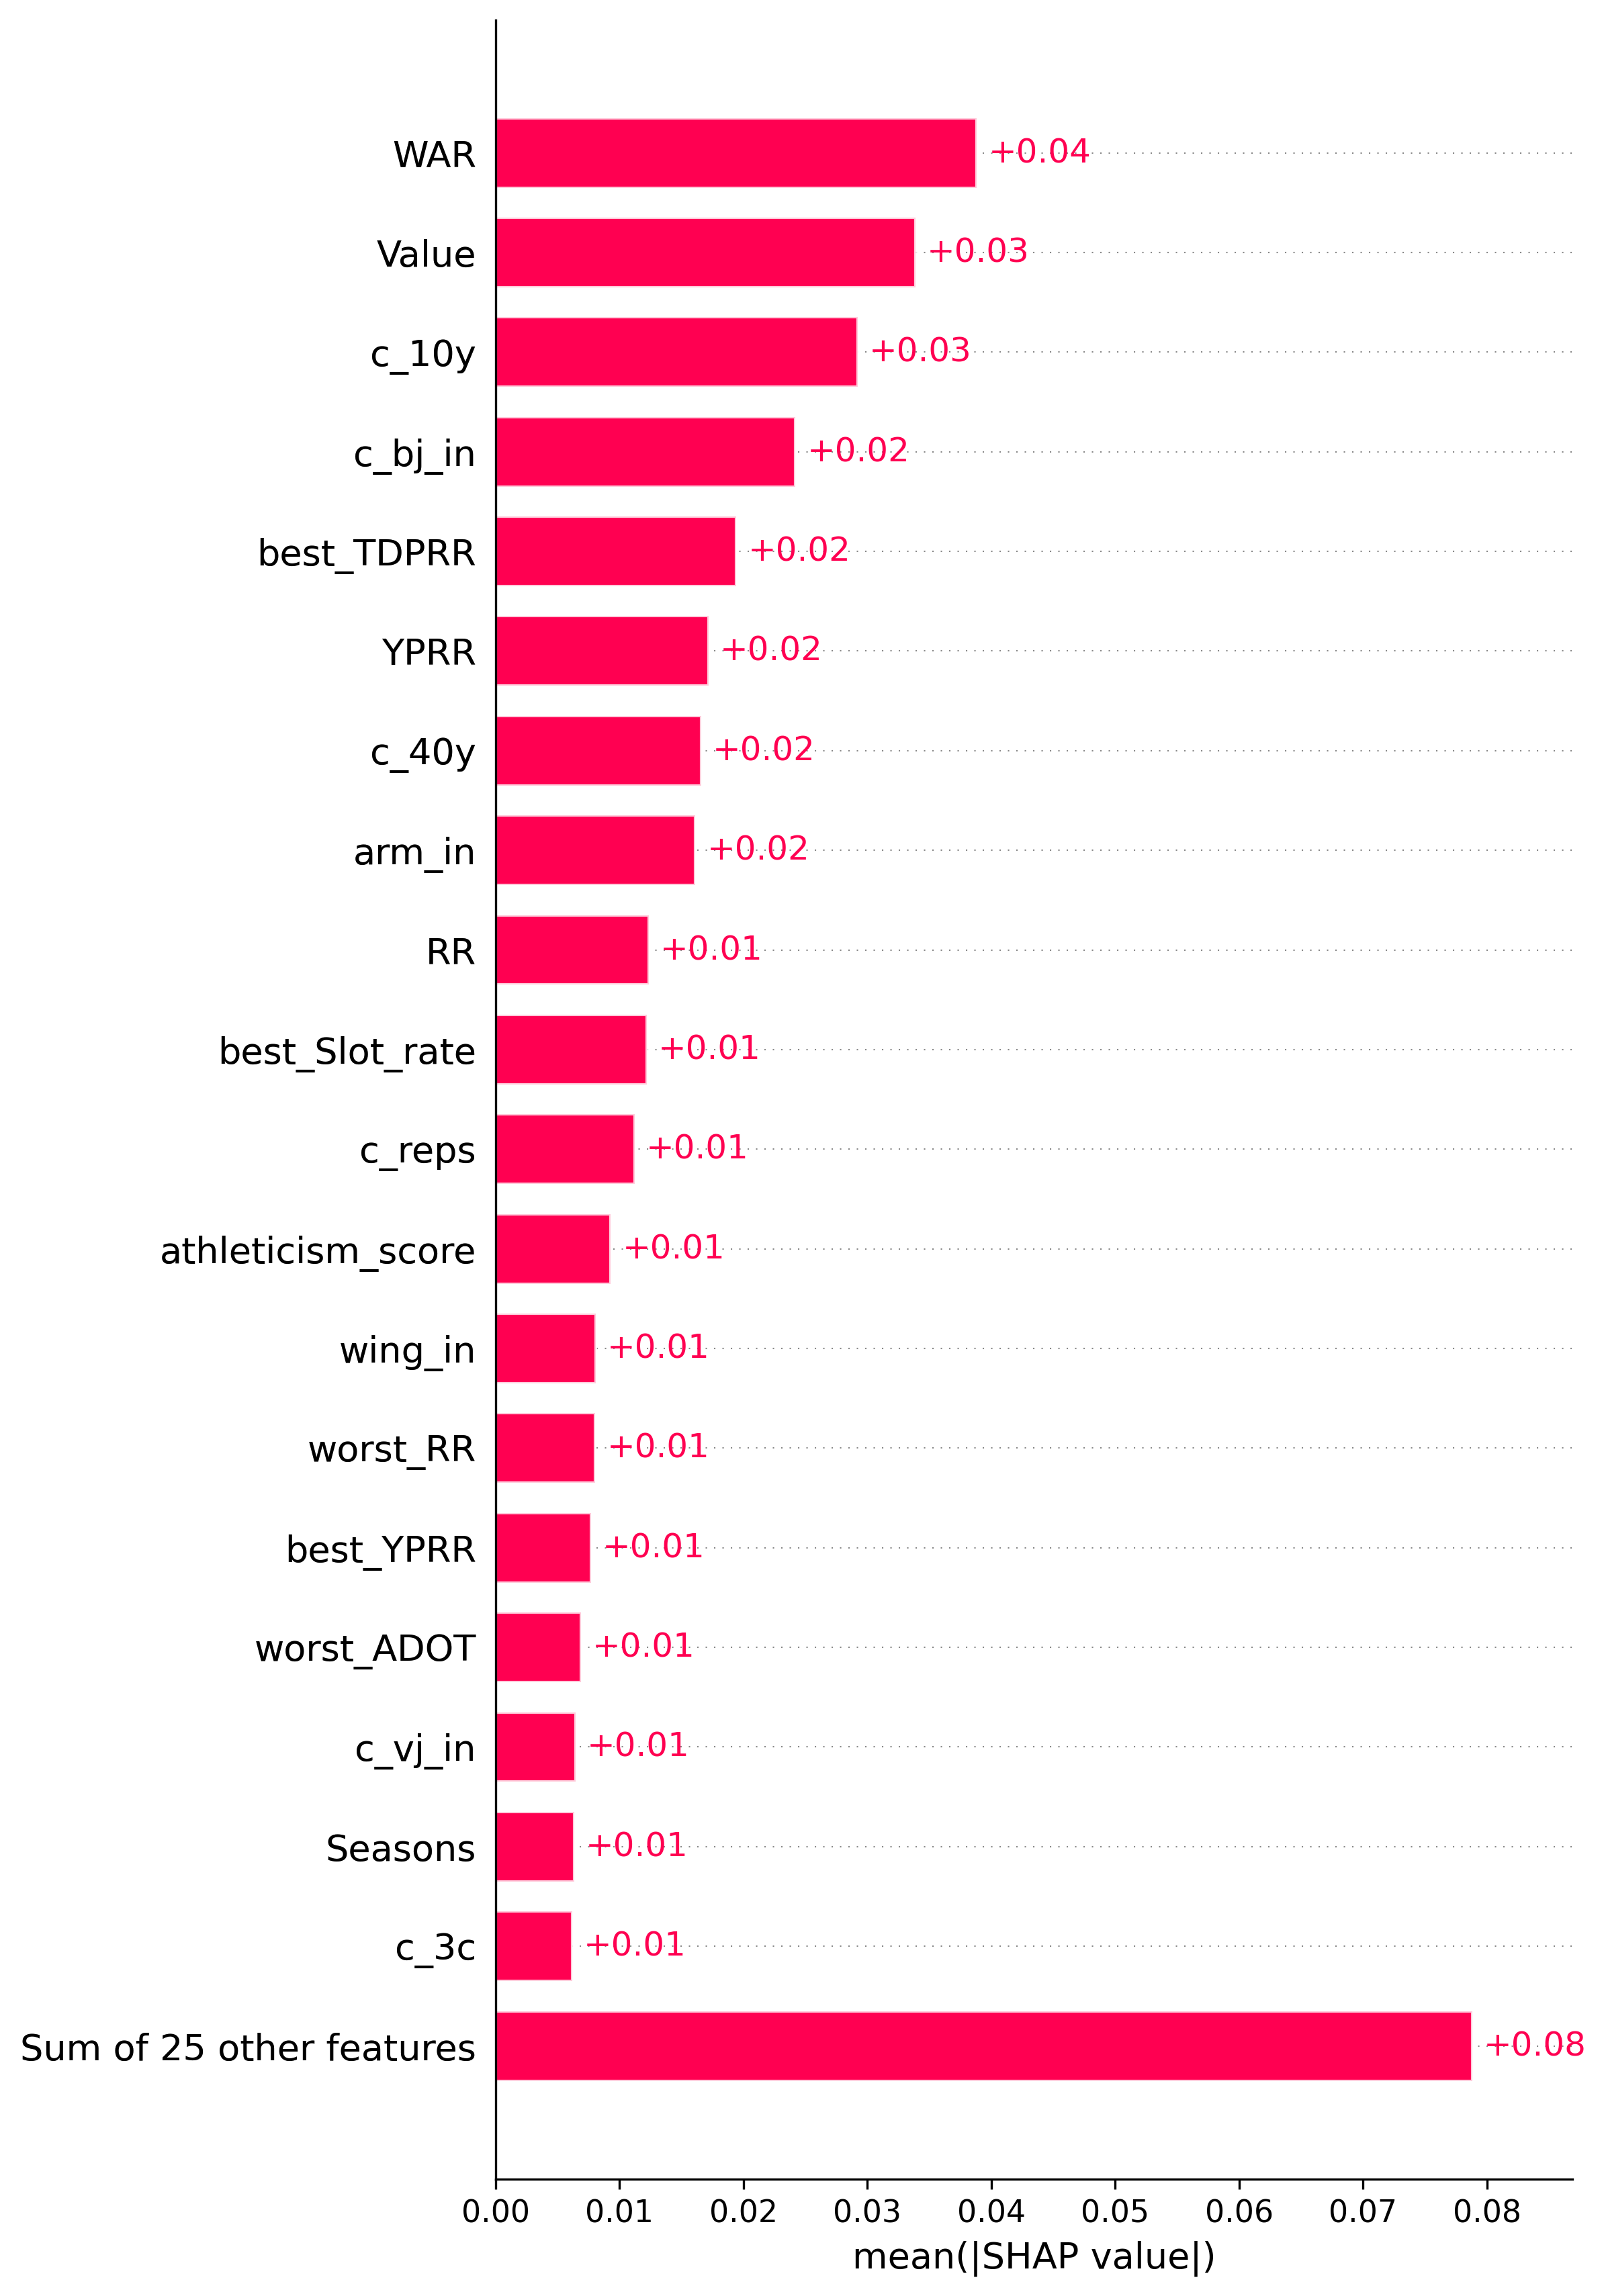 WAR +0.04
Value +0.03
c_10y +0.03
c_bj_in +0.02
best_TDPRR +0.02
YPRR +0.02
c_40y +0.02
arm_in +0.02
RR +0.01
best_Slot_rate +0.01
c_reps +0.01
athleticism_score +0.01
wing_in +0.01
worst_RR +0.01
best_YPRR +0.01
worst_ADOT +0.01
c_vj_in +0.01
Seasons +0.01
c_3c +0.01
Sum of 25 other features +0.08
0.00 0.01 0.02 0.03 0.04 0.05 0.06 0.07 0.08
mean(|SHAP value|)